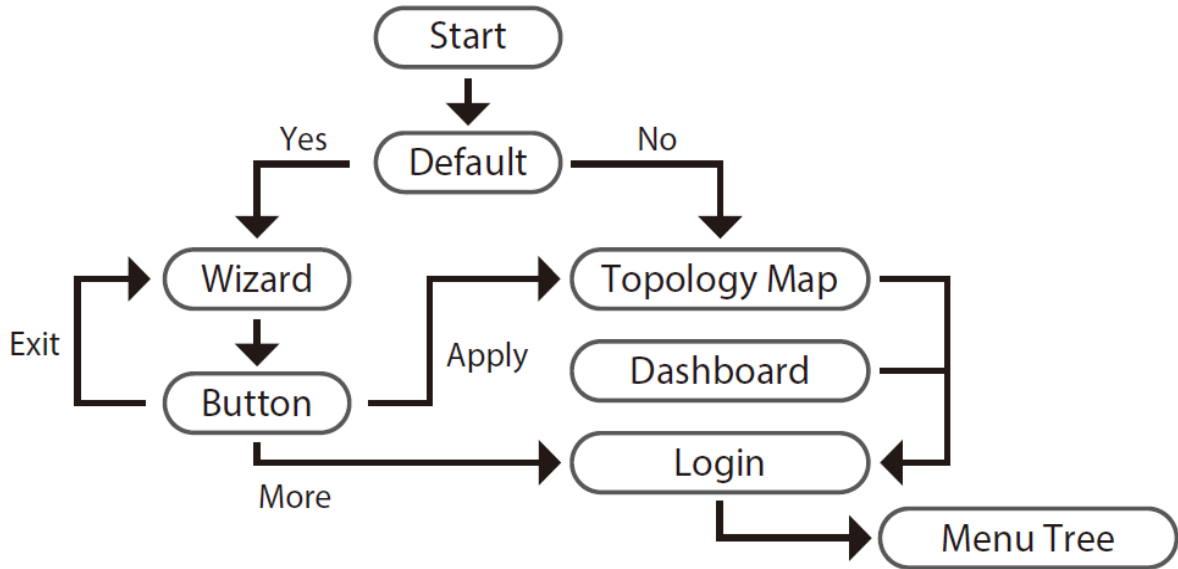 Start
Yes
No
Default
Wizard
Topology Map
Exit
Apply
Dashboard
Button
Login
More
Menu Tree